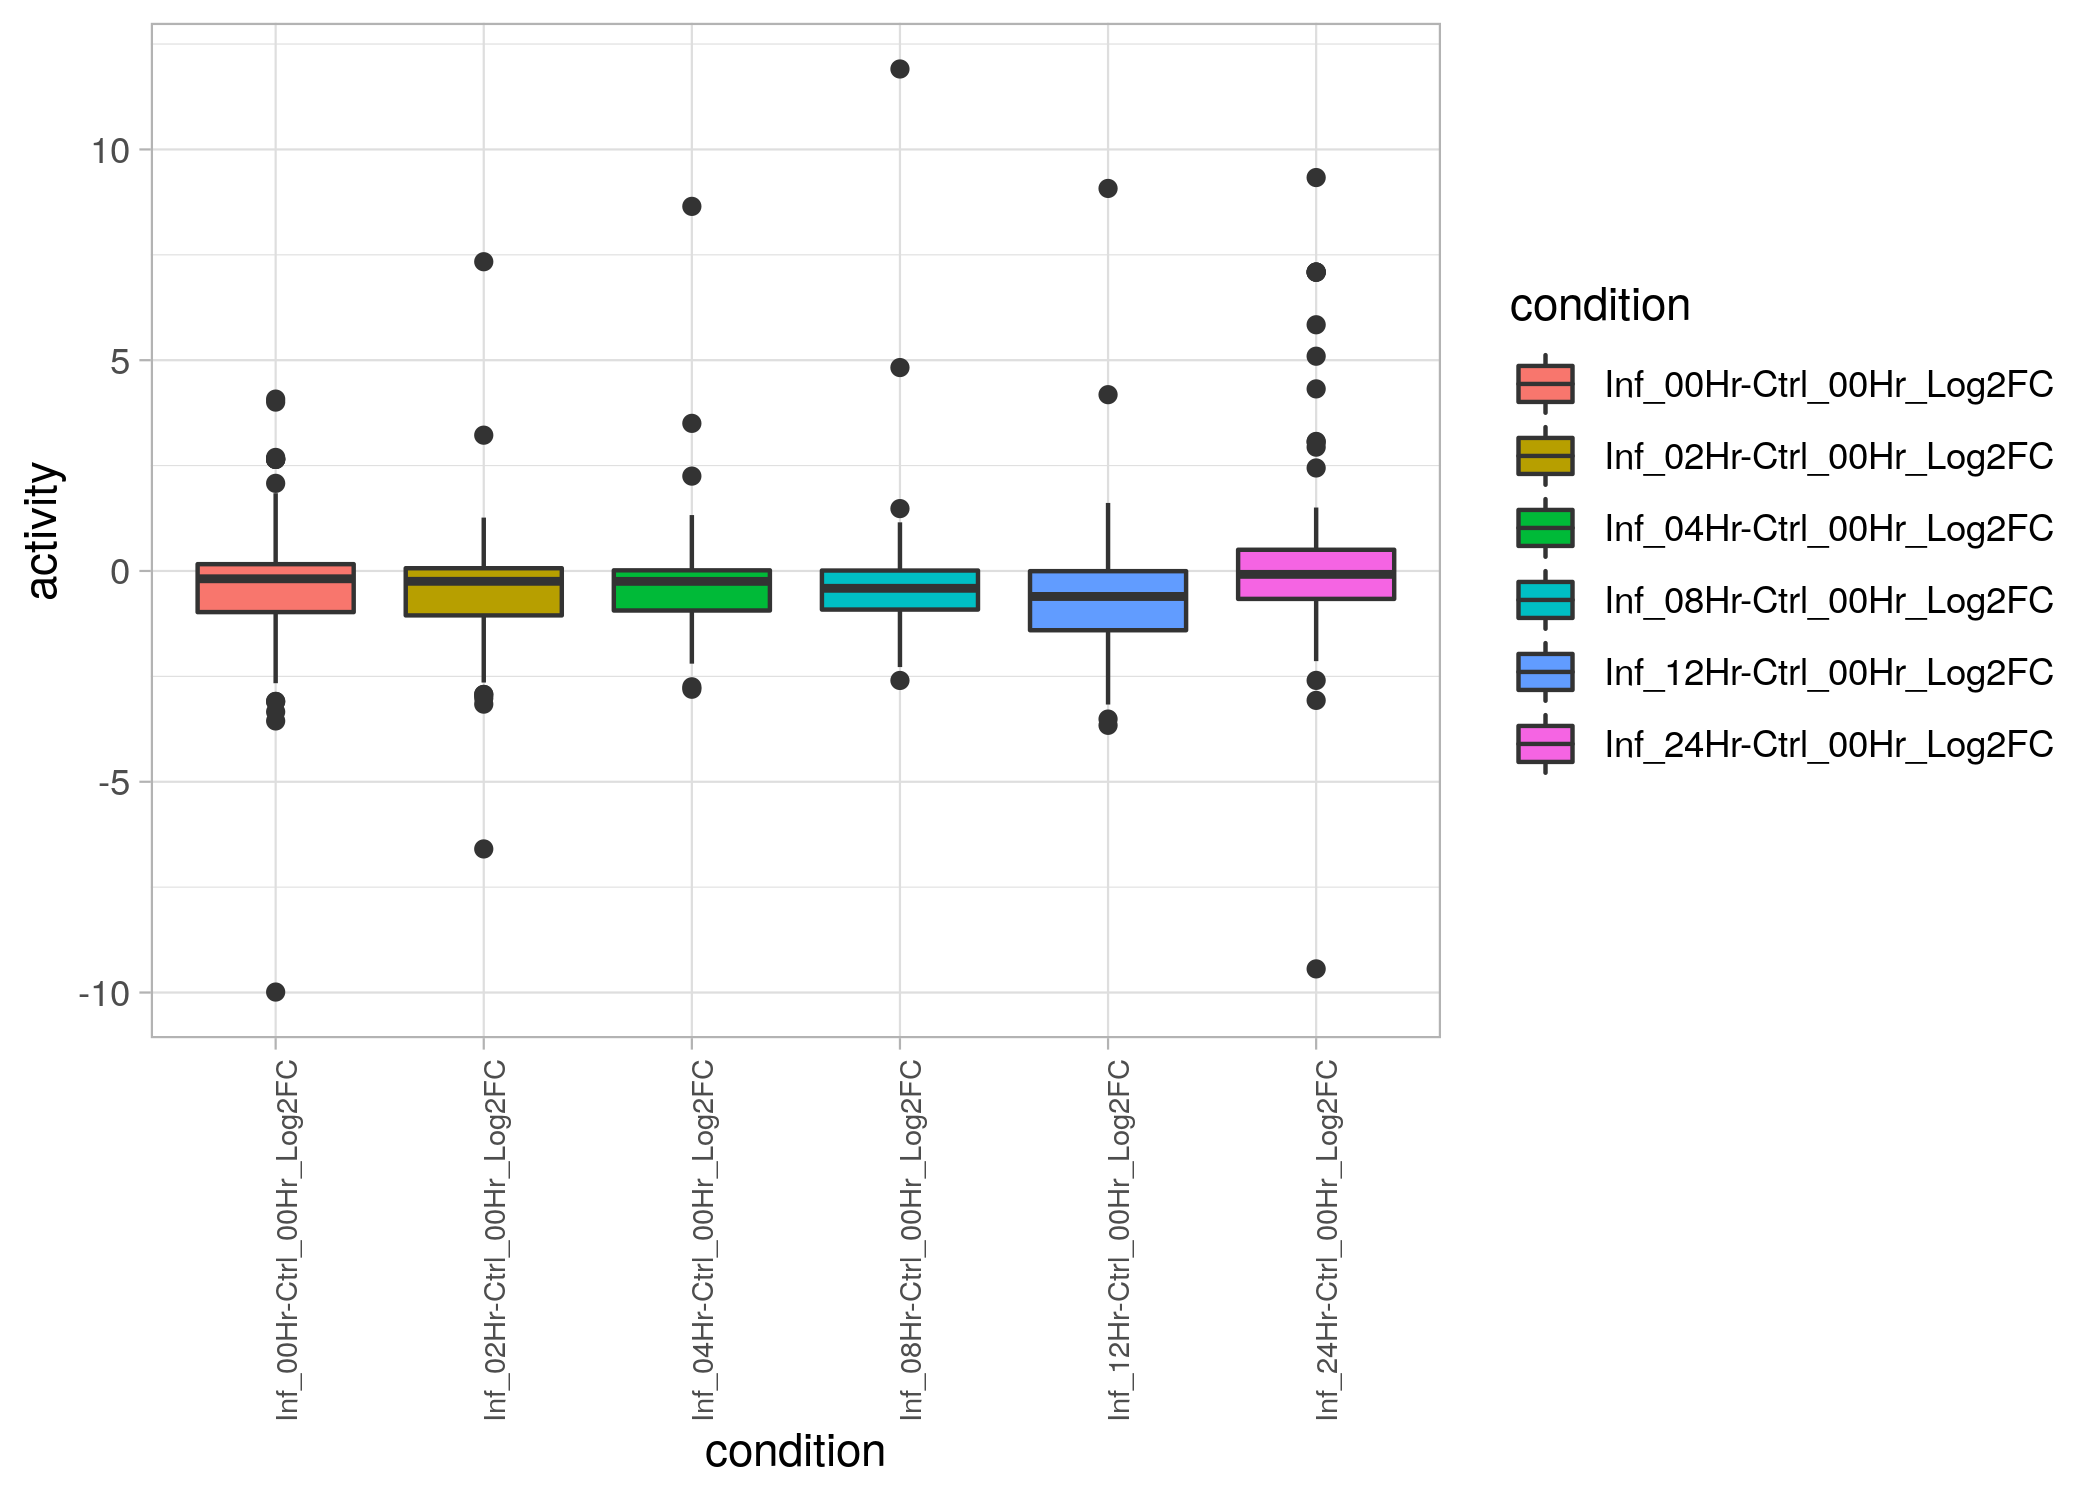 activity
10
5
0
-5
-10
Inf_00Hr-Ctrl_00Hr_Log2FC
Inf_02Hr-Ctrl_00Hr_Log2FC
Inf_04Hr-Ctrl_00Hr_Log2FC
Inf_08Hr-Ctrl_00Hr_Log2FC
Inf_12Hr-Ctrl_00Hr_Log2FC
Inf_24Hr-Ctrl_00Hr_Log2FC
condition
condition
Inf_00Hr-Ctrl_00Hr_Log2FC
Inf_02Hr-Ctrl_00Hr_Log2FC
Inf_04Hr-Ctrl_00Hr_Log2FC
Inf_08Hr-Ctrl_00Hr_Log2FC
Inf_12Hr-Ctrl_00Hr_Log2FC
Inf_24Hr-Ctrl_00Hr_Log2FC